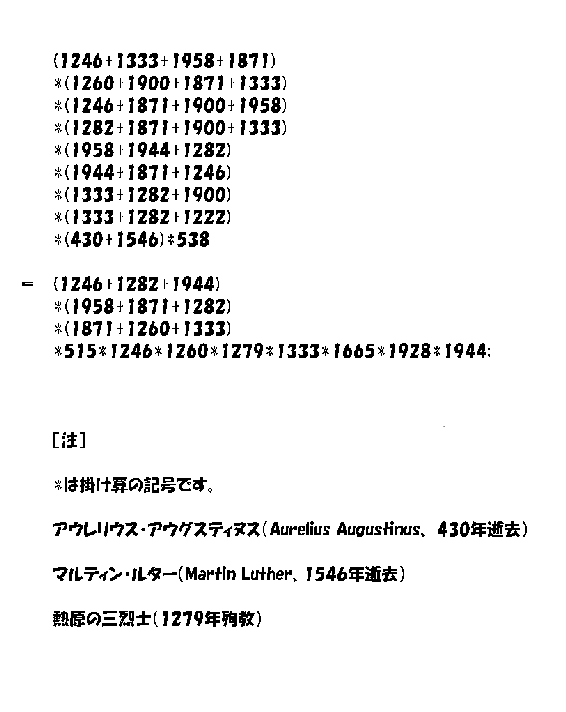 (1246+1333+1958+1871)
*(1260+1900+1871+1333)
*(1246+1871+1900+1958)
*(1282+1871+1900+1333)
*(1958+1944+1282)
*(1944+1871+1246)
*(1333+1282+1900)
*(1333+1282+1222)
*(430+1546)*538
= (1246+1282+1944)
*(1958+1871+1282)
*(1871+1260+1333)
*515*1246*1260*1279*1333*1665*1928*1944;
[注]
*は掛け算の記号です。
アウレリウス・アウグスティヌス(Aurelius Augustinus、430年逝去)
マルティン・ルター(Martin Luther、1546年逝去)
熱原の三烈士(1279年殉教)